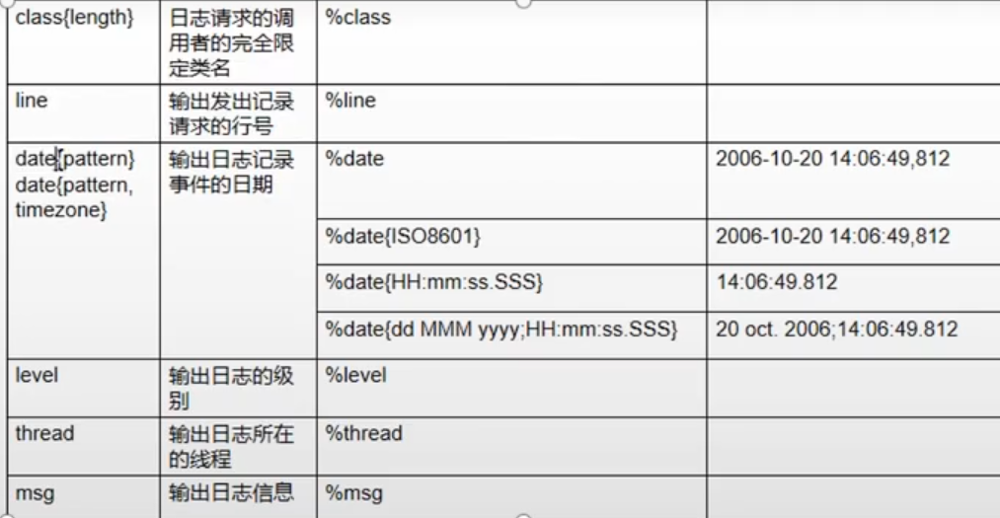 class{length} 日志请求的调 %class
用者的完全限
定类名
line 输出发出记录 %line
请求的行号
date{pattern} 输出日志记录 %date 2006-10-20 14:06:49,812
date{pattern, 事件的日期
timezone}
%date{ISO8601} 2006-10-20 14:06:49,812
%date{HH:mm:ss.SSS} 14:06:49.812
%date{dd MMM yyyy;HH:mm:ss.SSS} 20 oct. 2006;14:06:49.812
level 输出日志的级 %level
别
thread 输出日志所在 %thread
的线程
msg 输出日志信息 %msg